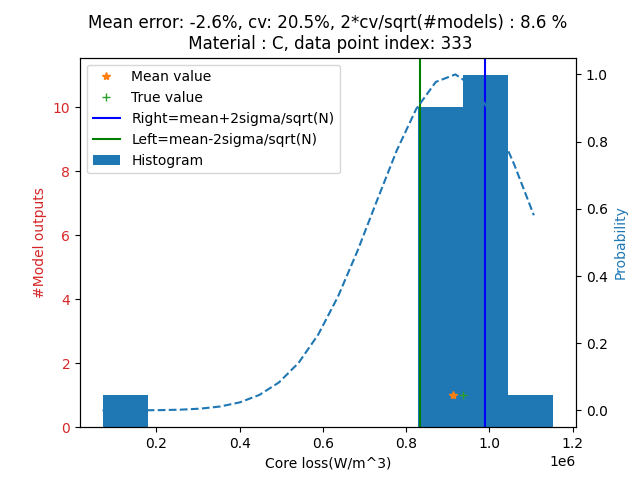 Mean error: -2.6%, cv: 20.5%, 2*cv/sqrt(#models) : 8.6 %
Material : C, data point index: 333
Mean value
True value
Right=mean+2sigma/sqrt(N)
Left=mean-2sigma/sqrt(N)
Histogram
#Model outputs
10
8
6
4
2
0
1.0
0.8
0.6
0.4
0.2
0.0
Probability
0.2 0.4 0.6 0.8 1.0 1.2
1e6
Core loss(W/m^3)